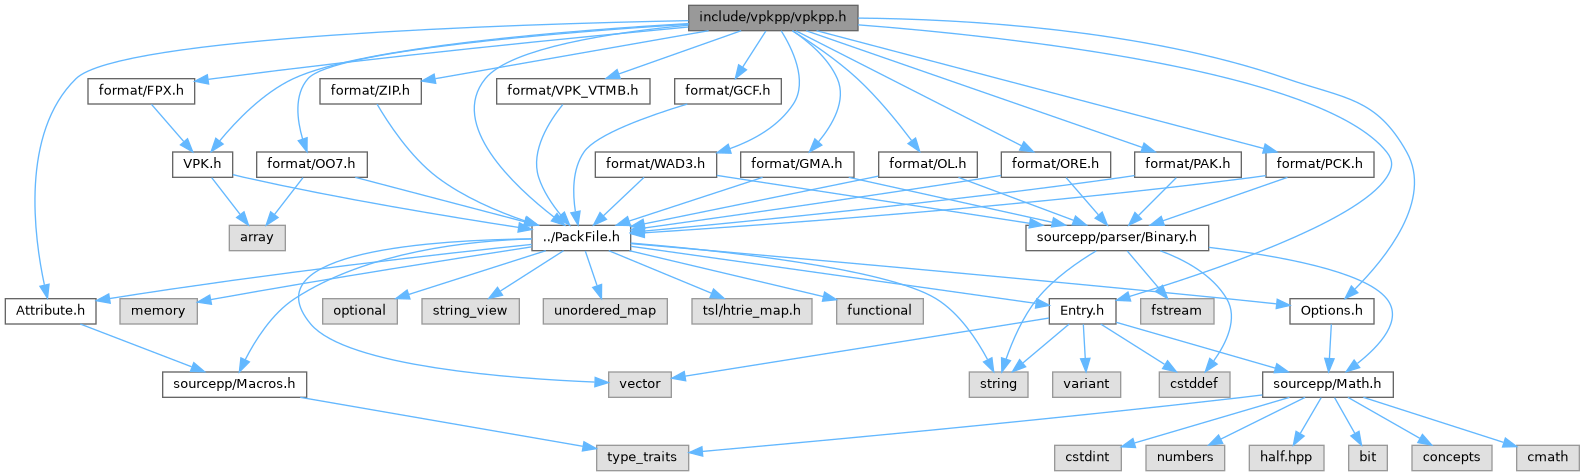 include/vpkpp/vpkpp.h
format/FPX.h
format/ZIP.h
format/VPK_VTMB.h
format/GCF.h
VPK.h
format/OO7.h
format/WAD3.h
format/GMA.h
format/OL.h
format/ORE.h
format/PAK.h
format/PCK.h
array
../PackFile.h
sourcepp/parser/Binary.h
Attribute.h
memory
optional
string_view
unordered_map
tsl/htrie_map.h
functional
Entry.h
fstream
Options.h
sourcepp/Macros.h
vector
string
variant
cstddef
sourcepp/Math.h
type_traits
cstdint
numbers
half.hpp
bit
concepts
cmath